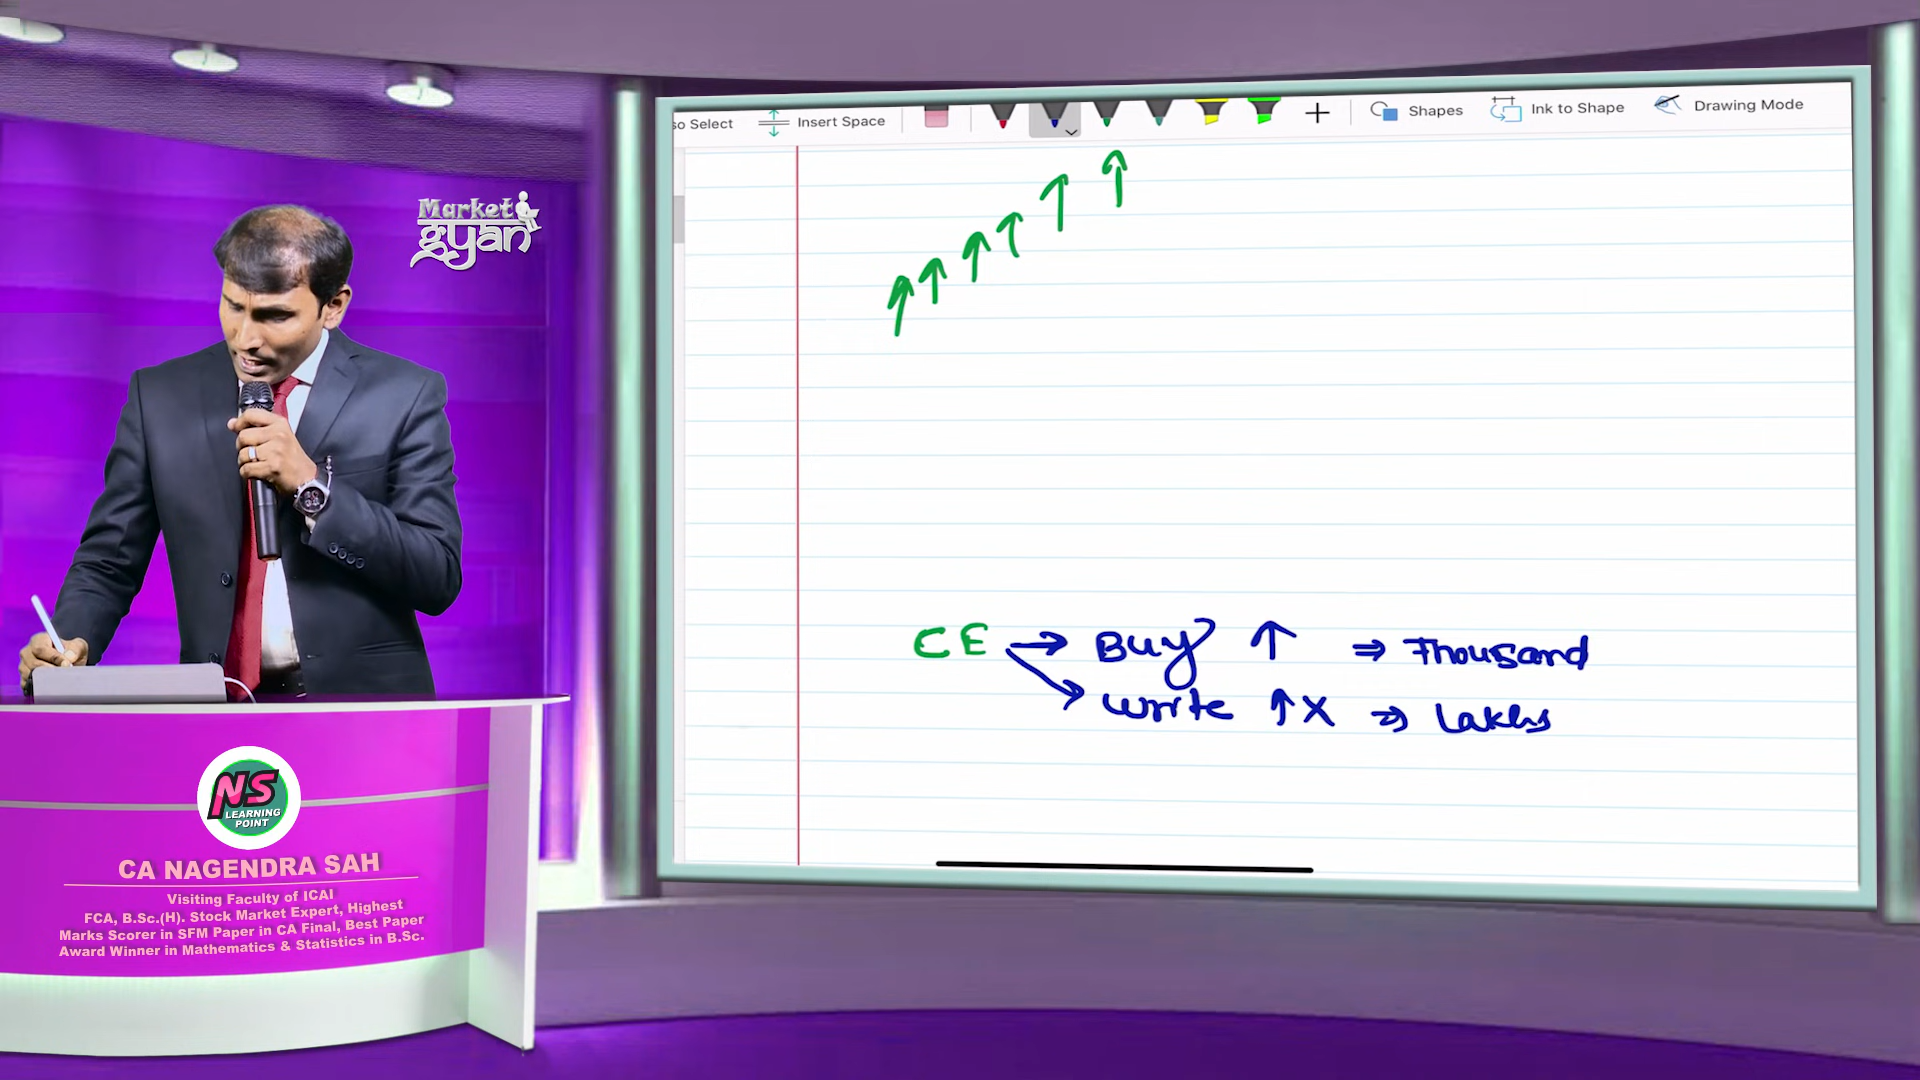 Market
gyan
so Select Insert Space Shapes Ink to Shape Drawing Mode
CE → Buy ↑ ⇒ Thousand
→ write ↑ X ⇒ Lakhs
NS
LEARNING
POINT
CA NAGENDRA SAH
Visiting Faculty of ICAI
FCA, B.Sc.(H). Stock Market Expert, Highest
Marks Scorer in SFM Paper in CA Final, Best Paper
Award Winner in Mathematics & Statistics in B.Sc.